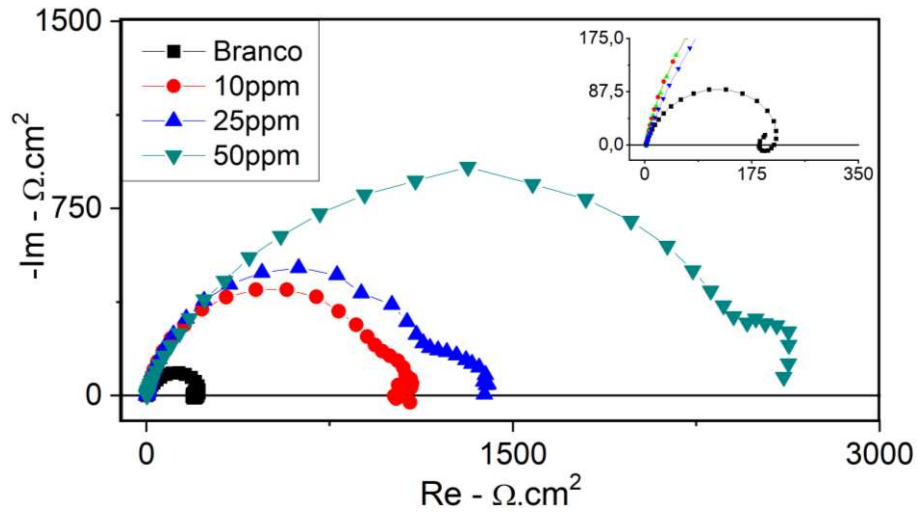 1500
750
0
-Im - Ω.cm²
Branco
10ppm
25ppm
50ppm
175,0
87,5
0,0
0
175
350
0
1500
3000
Re - Ω.cm²